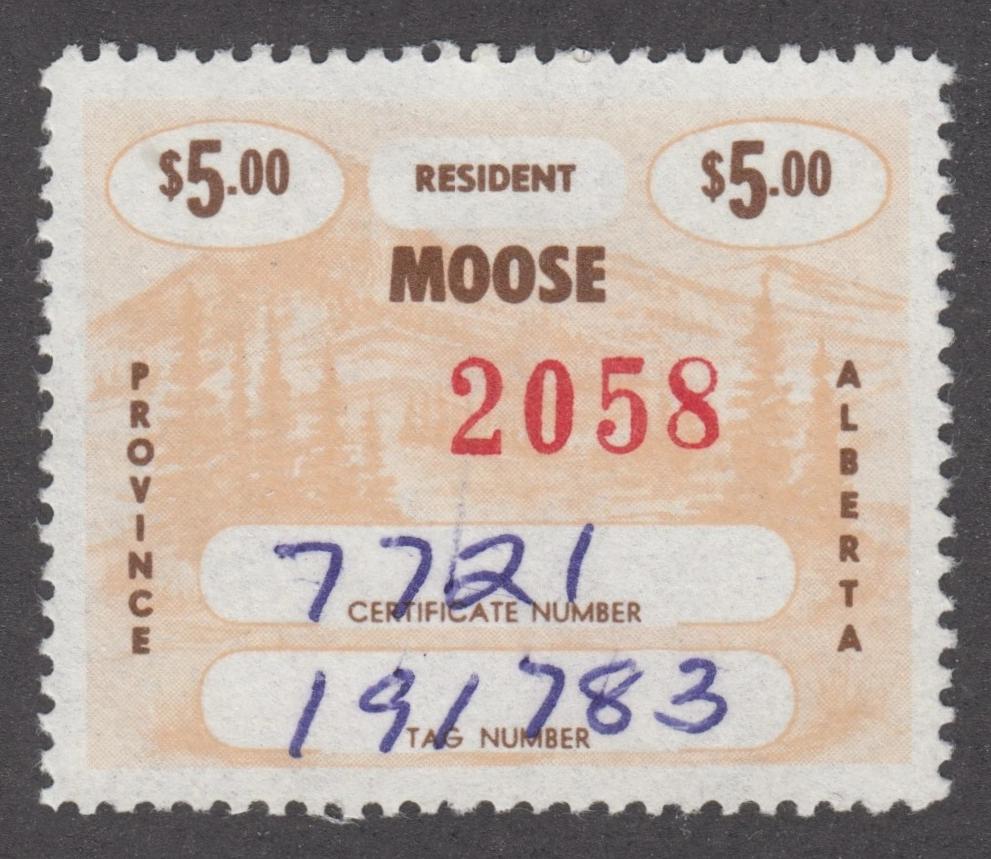 $5.00 RESIDENT $5.00
MOOSE
2058
PROVINCE
ALBERTA
7721
CERTIFICATE NUMBER
191783
TAG NUMBER